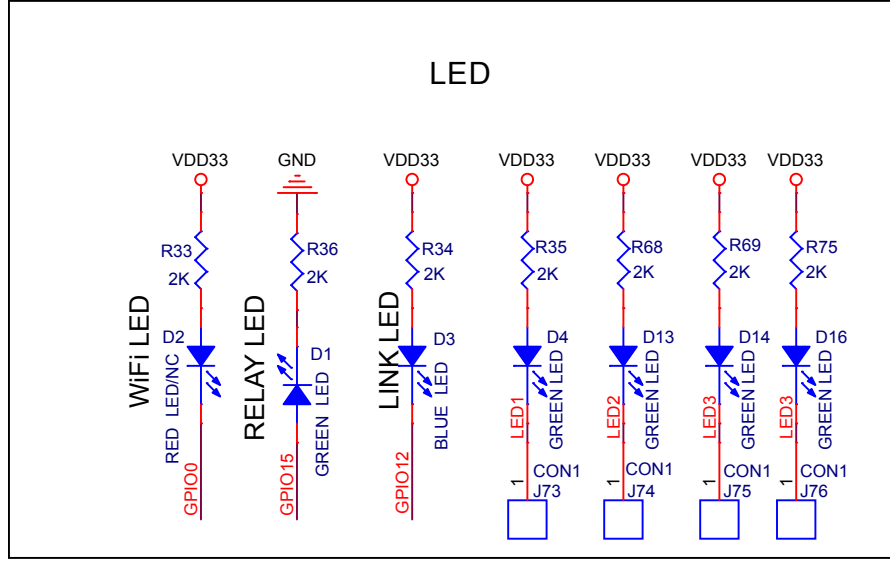 LED
VDD33
GND
VDD33
VDD33
VDD33
VDD33
VDD33
R33
2K
R36
2K
R34
2K
R35
2K
R68
2K
R69
2K
R75
2K
WiFi LED
D2
RED LED/NC
GPIO0
RELAY LED
D1
GREEN LED
GPIO15
LINK LED
D3
BLUE LED
GPIO12
D4
GREEN LED
LED1
1
CON1
J73
D13
GREEN LED
LED2
1
CON1
J74
D14
GREEN LED
LED3
1
CON1
J75
D16
GREEN LED
LED3
1
CON1
J76